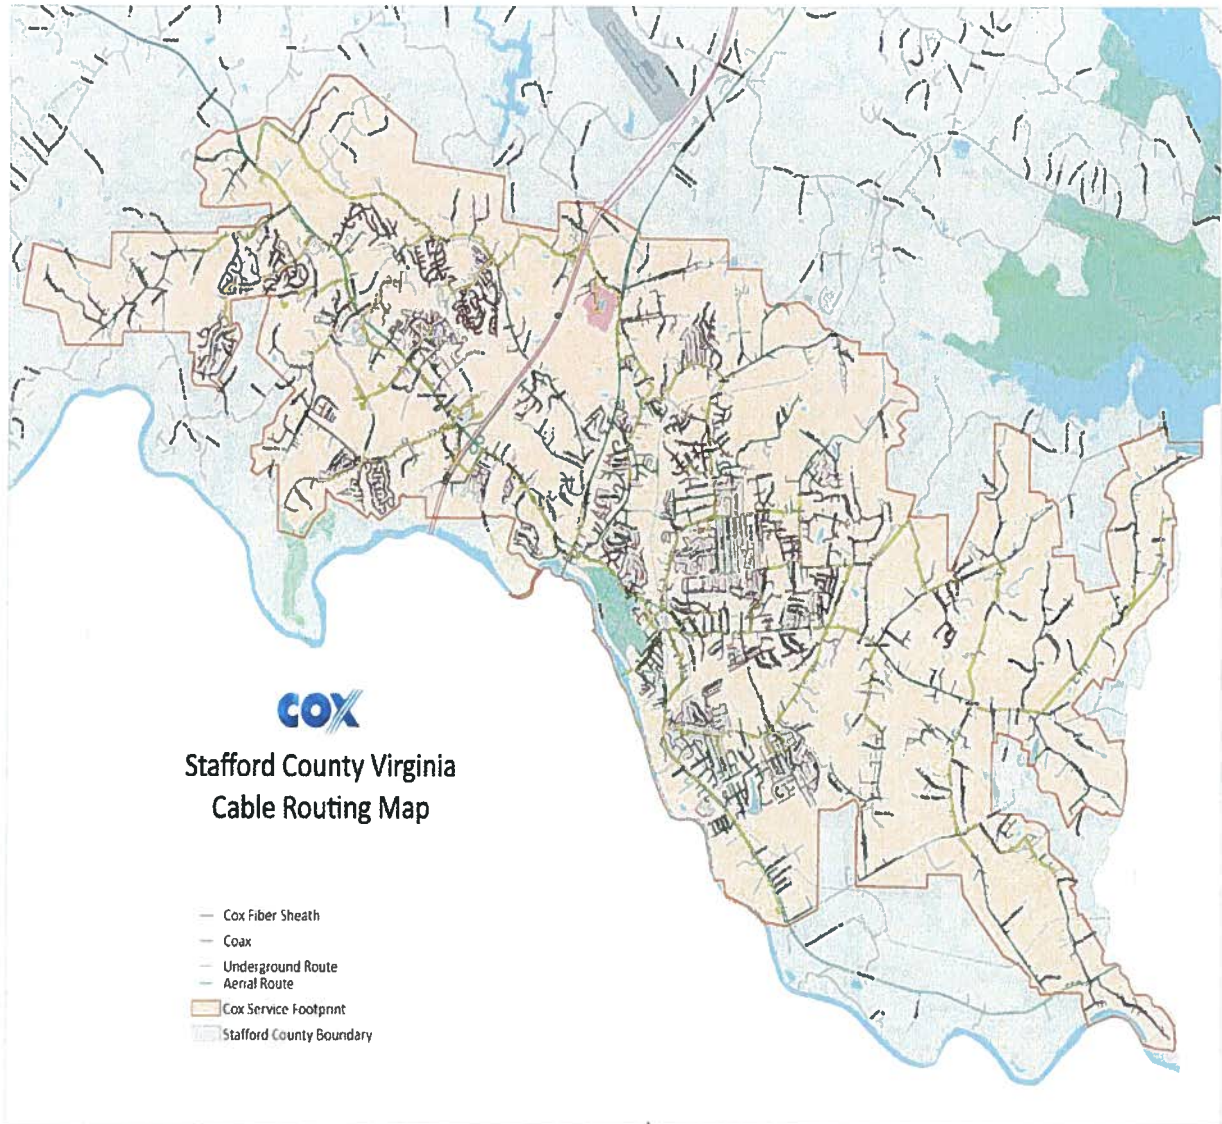 COX
Stafford County Virginia
Cable Routing Map
Cox Fiber Sheath
Coax
Underground Route
Aerial Route
Cox Service Footprint
Stafford County Boundary